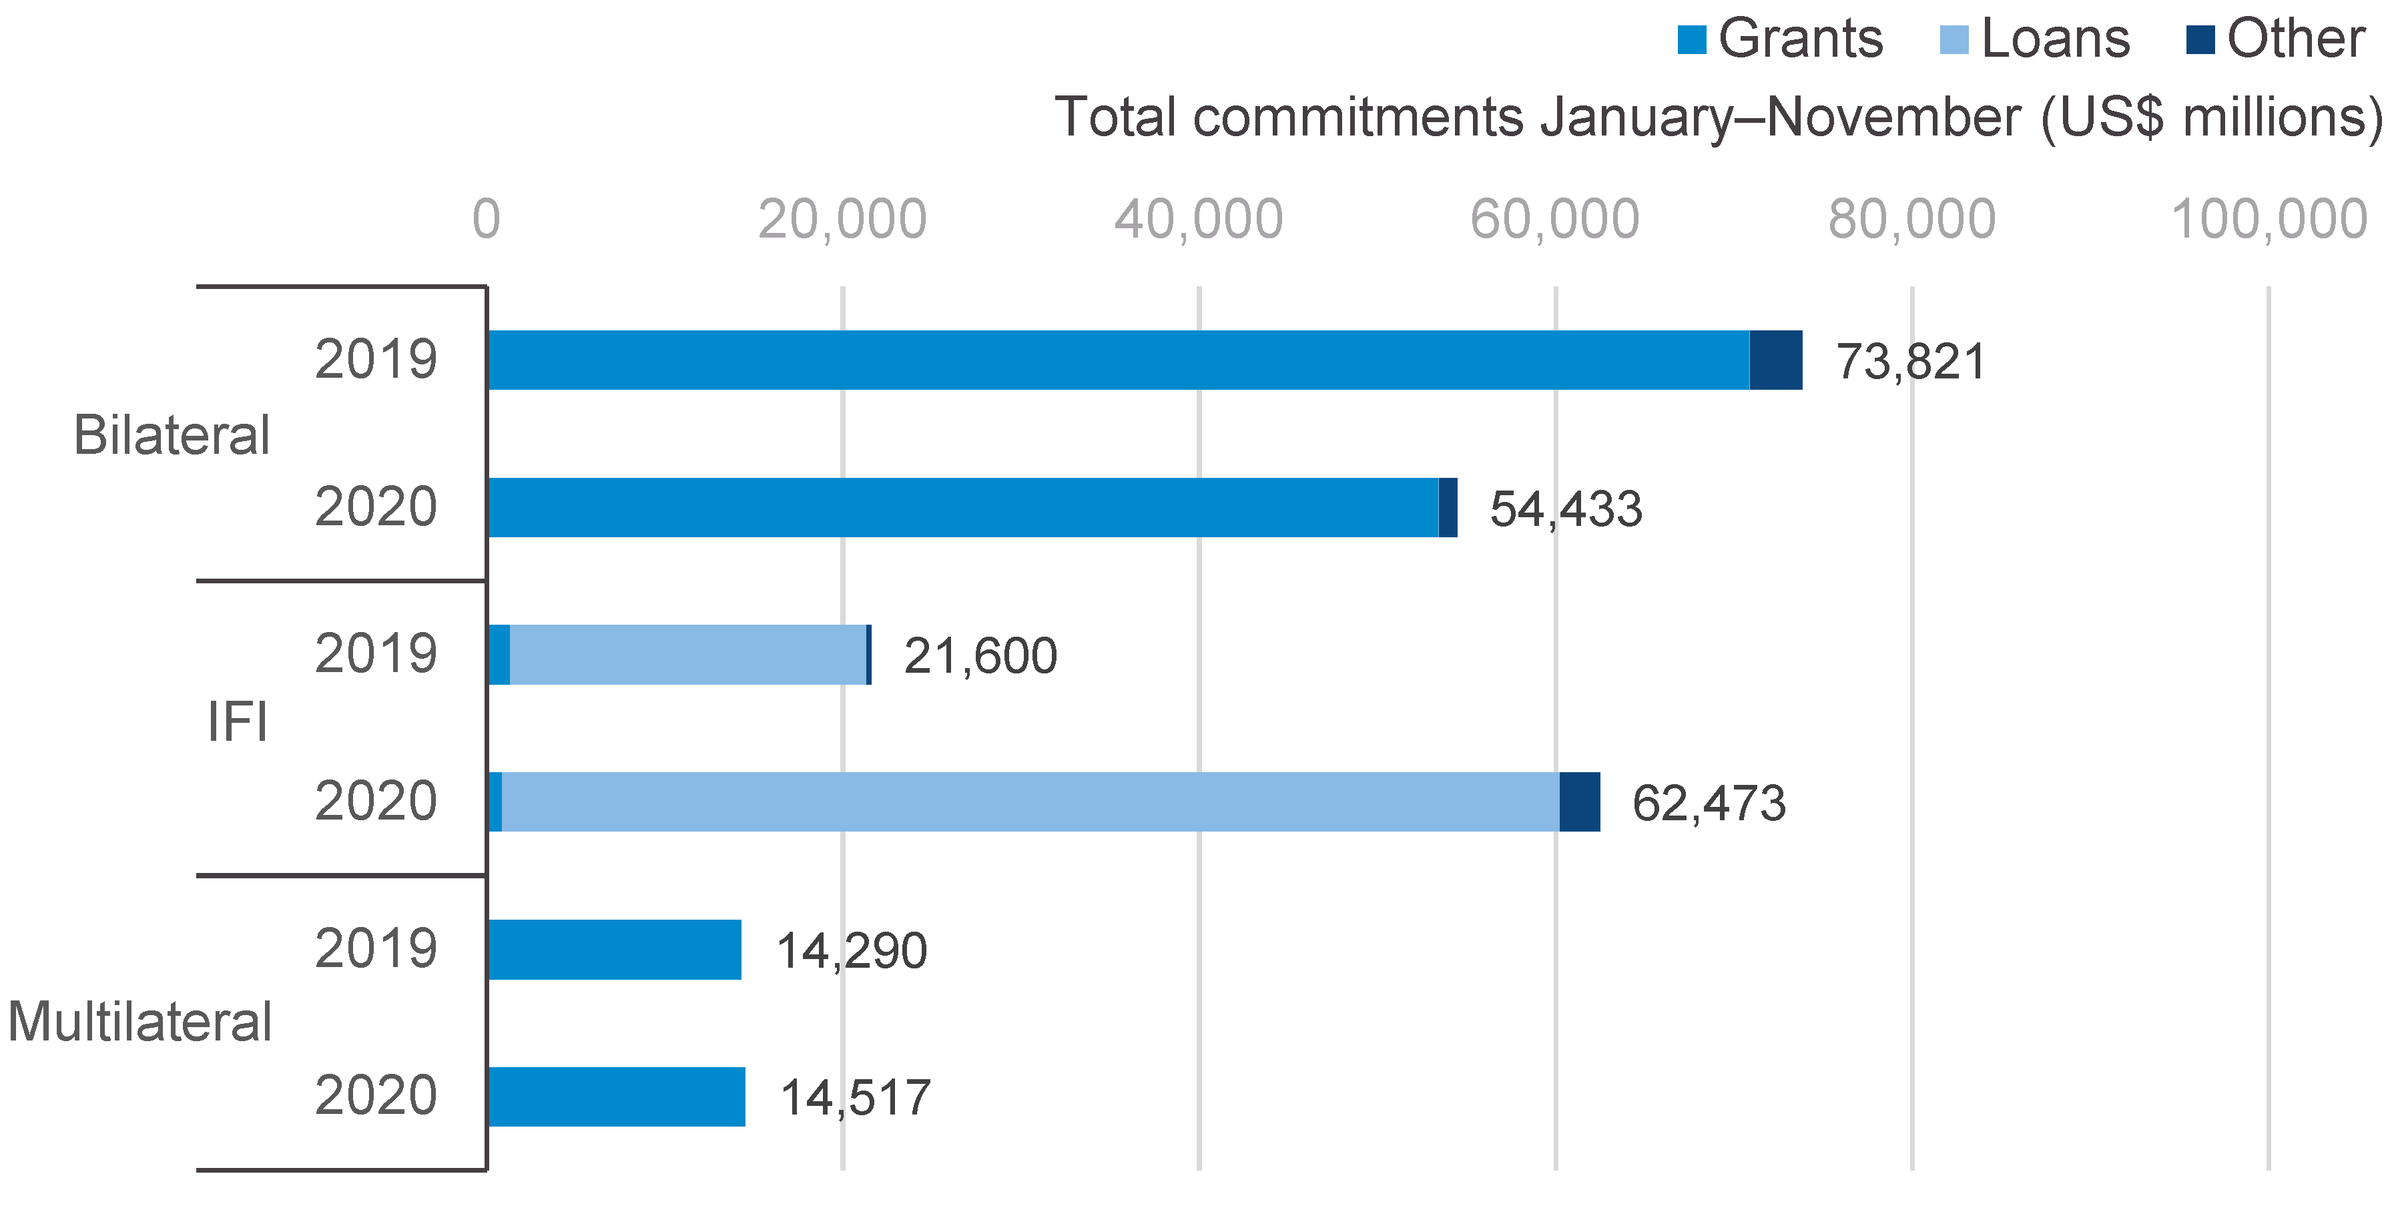 Grants Loans Other
Total commitments January–November (US$ millions)
0 20,000 40,000 60,000 80,000 100,000
2019 73,821
Bilateral
2020 54,433
2019 21,600
IFI
2020 62,473
2019 14,290
Multilateral
2020 14,517